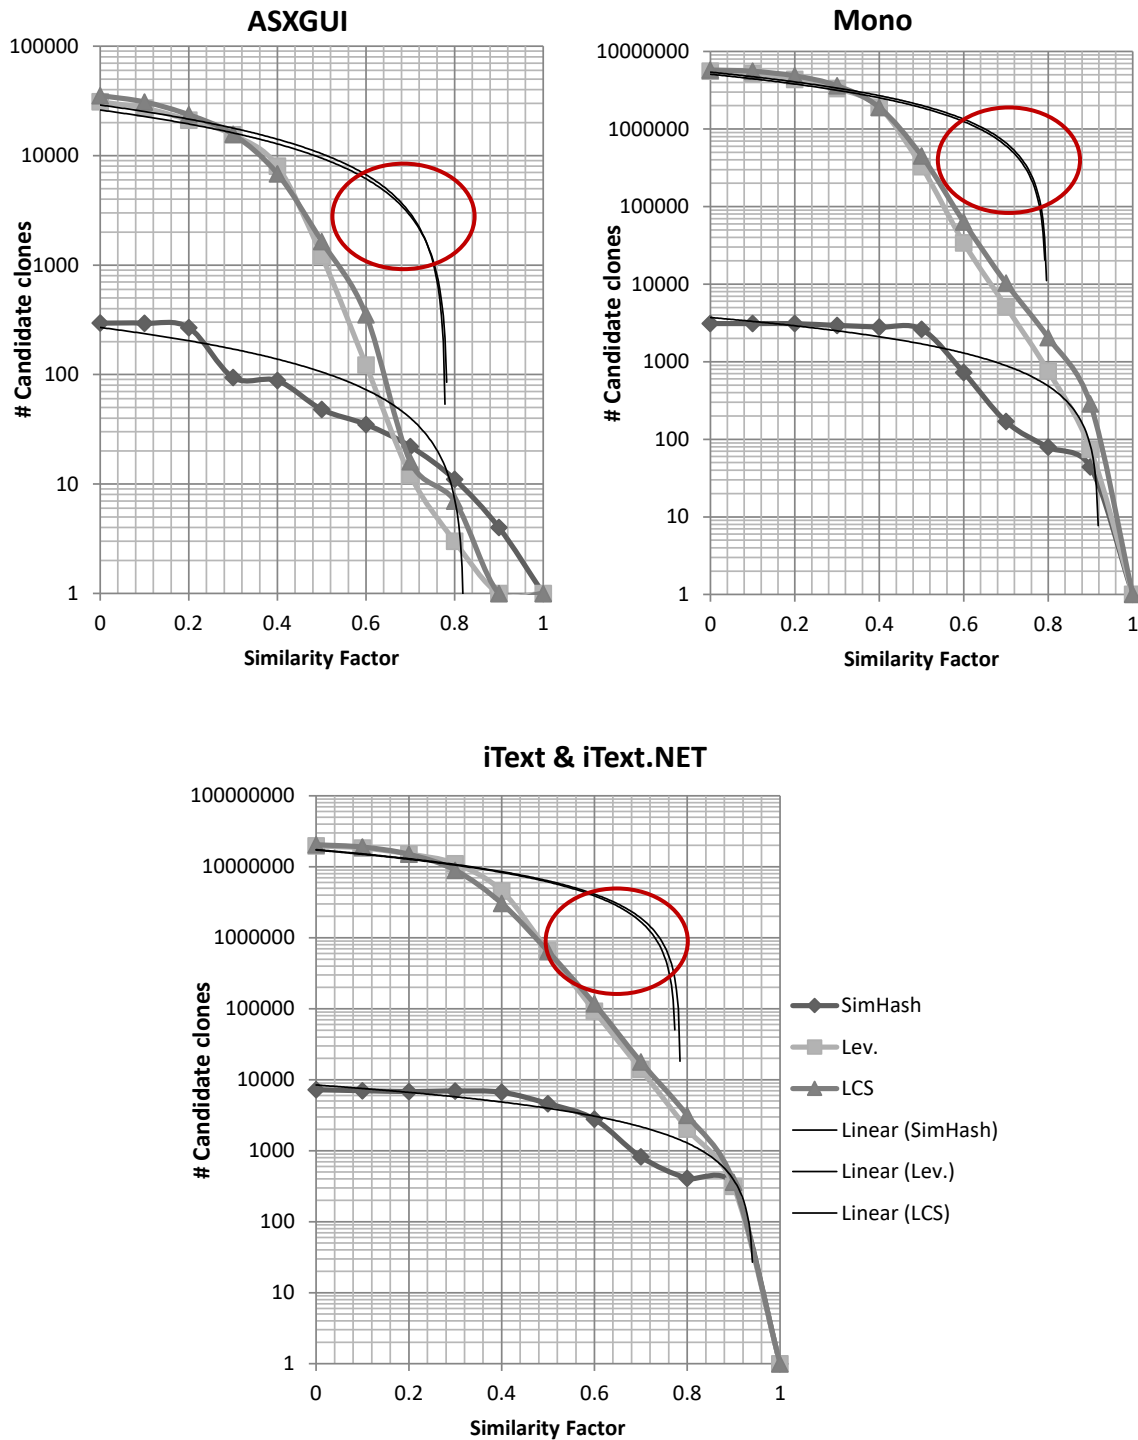 ASXGUI
100000
10000
1000
100
10
1
# Candidate clones
0 0.2 0.4 0.6 0.8 1
Similarity Factor
Mono
10000000
1000000
100000
10000
1000
100
10
1
# Candidate clones
0 0.2 0.4 0.6 0.8 1
Similarity Factor
iText & iText.NET
100000000
10000000
1000000
100000
10000
1000
100
10
1
# Candidate clones
0 0.2 0.4 0.6 0.8 1
Similarity Factor
SimHash
Lev.
LCS
Linear (SimHash)
Linear (Lev.)
Linear (LCS)